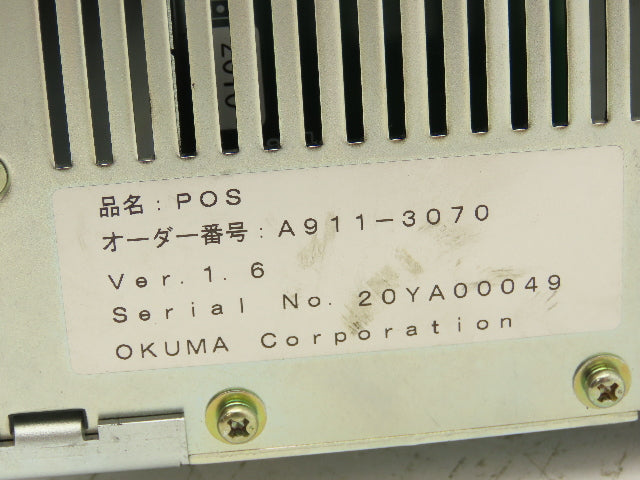 品名：POS
オーダー番号：A911-3070
Ver.1.6
Serial No. 20YA00049
OKUMA Corporation